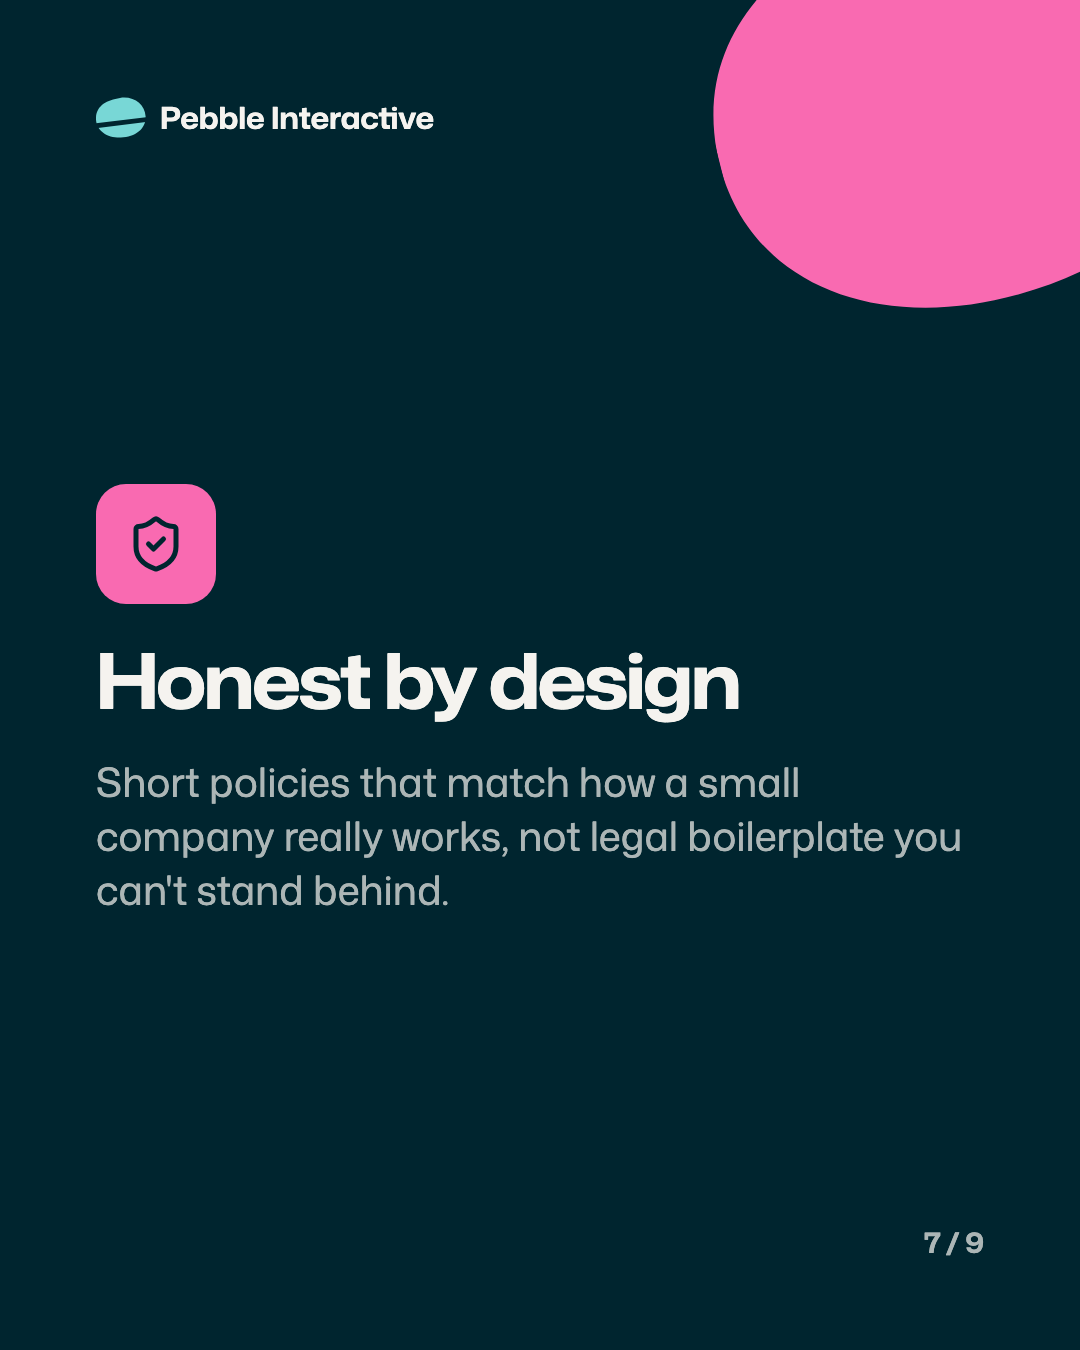 Pebble Interactive
Honest by design
Short policies that match how a small
company really works, not legal boilerplate you
can't stand behind.
7 / 9